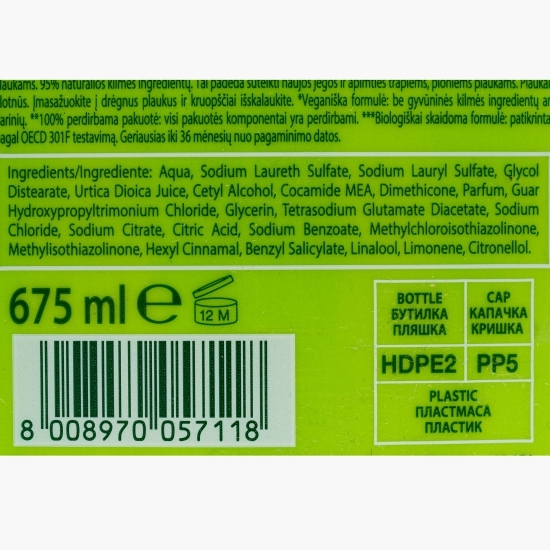 laukams. 95% natūralios kilmės ingredientų. Tai padeda suteikti naujos jėgos ir apimties trapiems, ploniems plaukams.
lotnūs. Įmasažuokite į drėgnus plaukus ir kruopščiai išskalaukite. *Veganiška formulė: be gyvūninės kilmės ingredientų
arinių. **100% perdirbama pakuotė: visi pakuotės komponentai yra perdirbami. ***Biologiškai skaidoma formulė: patikrinta
agal OECD 301F testavimą. Geriausias iki 36 mėnesių nuo pagaminimo datos.
Ingredients/Ingrediente: Aqua, Sodium Laureth Sulfate, Sodium Lauryl Sulfate, Glycol
Distearate, Urtica Dioica Juice, Cetyl Alcohol, Cocamide MEA, Dimethicone, Parfum, Guar
Hydroxypropyltrimonium Chloride, Glycerin, Tetrasodium Glutamate Diacetate, Sodium
Chloride, Sodium Citrate, Citric Acid, Sodium Benzoate, Methylchloroisothiazolinone,
Methylisothiazolinone, Hexyl Cinnamal, Benzyl Salicylate, Linalool, Limonene, Citronellol.
675 ml e
12 M
8 008970 057118
BOTTLE
БУТИЛКА
ПЛЯШКА
CAP
КАПАЧКА
КРИШКА
HDPE2
PP5
PLASTIC
ПЛАСТМАСА
ПЛАСТИК